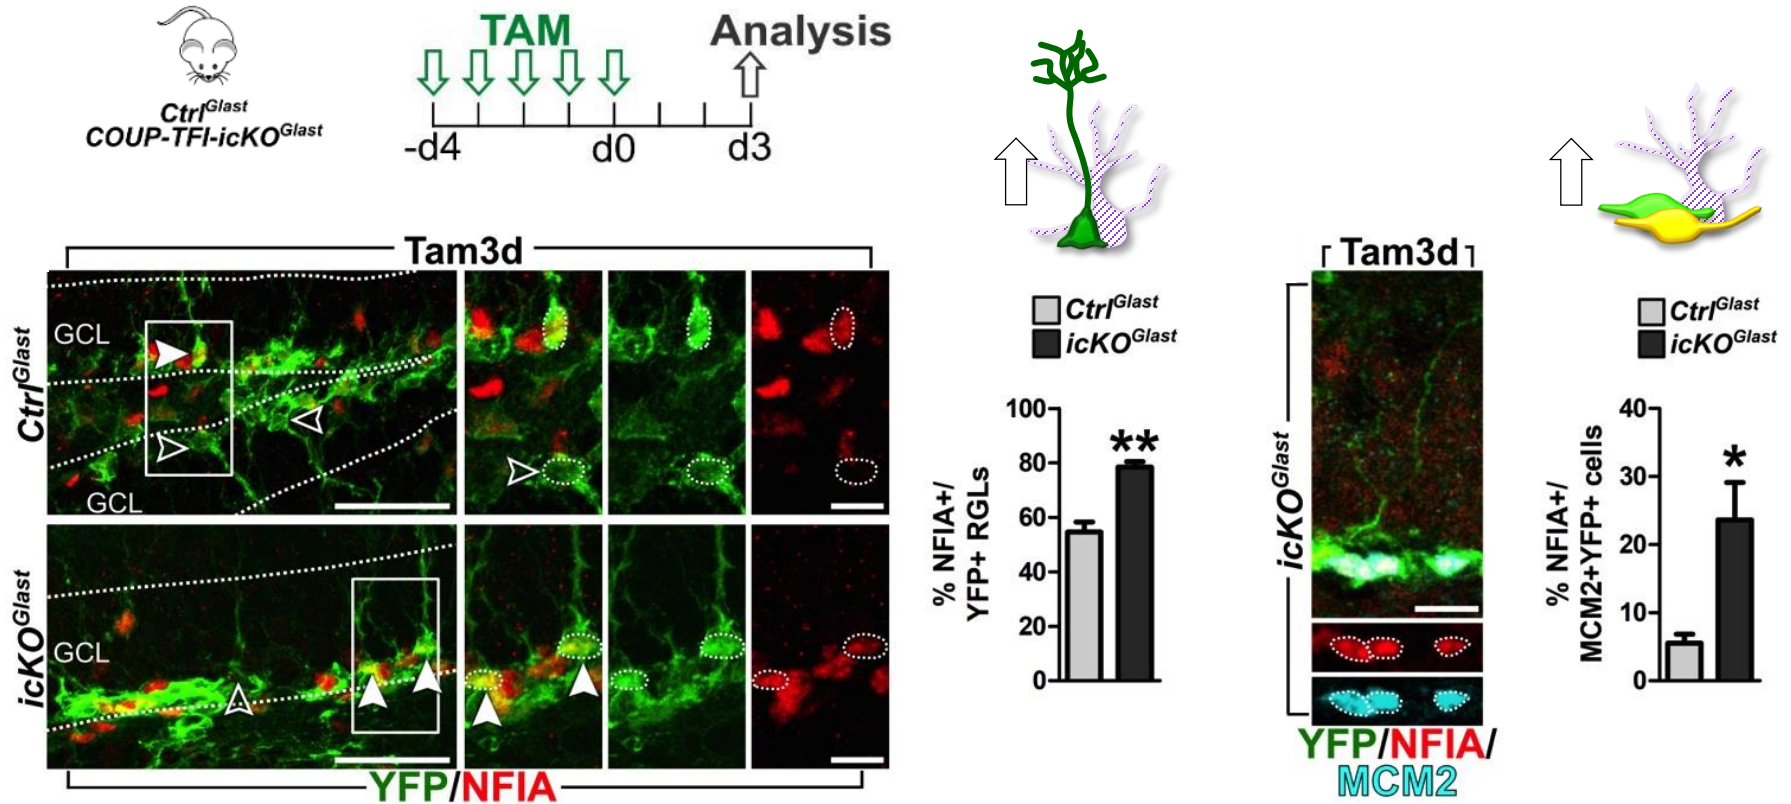 TAM
Analysis
Ctrl^Glast
COUP-TFI-icKO^Glast
-d4
d0
d3
Tam3d
Ctrl^Glast
GCL
GCL
icKO^Glast
GCL
YFP/NFIA
Ctrl^Glast
icKO^Glast
% NFIA+/
YFP+ RGLs
100
80
60
40
20
0
**
Tam3d
icKO^Glast
YFP/NFIA/
MCM2
Ctrl^Glast
icKO^Glast
% NFIA+/
MCM2+YFP+ cells
40
30
20
10
0
*